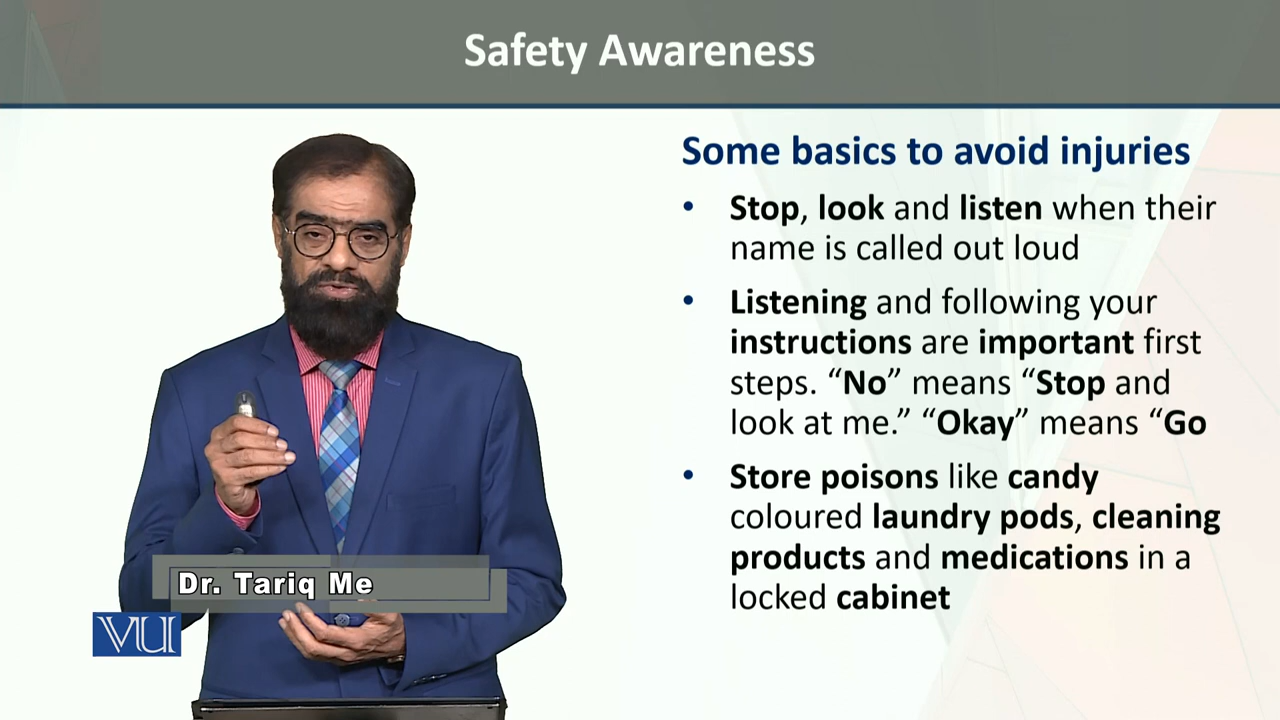 Safety Awareness
Some basics to avoid injuries
• Stop, look and listen when their
name is called out loud
• Listening and following your
instructions are important first
steps. “No” means “Stop and
look at me.” “Okay” means “Go
• Store poisons like candy
coloured laundry pods, cleaning
products and medications in a
locked cabinet
Dr. Tariq Me
VU